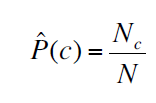 P̂(c) = N_c / N